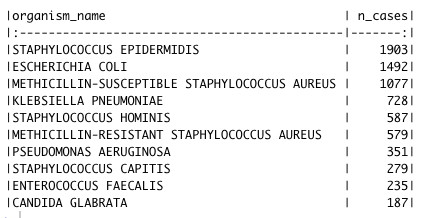 |organism_name | n_cases|
|:--------------------------------------------|-------:|
|STAPHYLOCOCCUS EPIDERMIDIS | 1903|
|ESCHERICHIA COLI | 1492|
|METHICILLIN-SUSCEPTIBLE STAPHYLOCOCCUS AUREUS | 1077|
|KLEBSIELLA PNEUMONIAE | 728|
|STAPHYLOCOCCUS HOMINIS | 587|
|METHICILLIN-RESISTANT STAPHYLOCOCCUS AUREUS | 579|
|PSEUDOMONAS AERUGINOSA | 351|
|STAPHYLOCOCCUS CAPITIS | 279|
|ENTEROCOCCUS FAECALIS | 235|
|CANDIDA GLABRATA | 187|